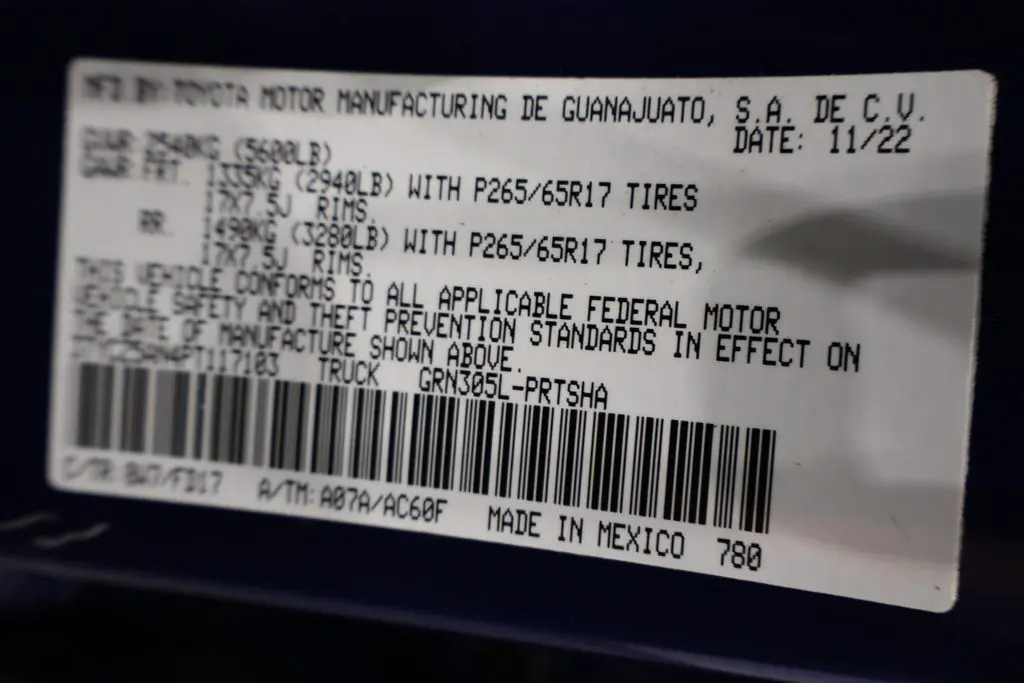 MFD.BY:TOYOTA MOTOR MANUFACTURING DE GUANAJUATO, S.A. DE C.V.
DATE: 11/22
GVWR 2540KG (5600LB)
GAWR FRT. 1335KG (2940LB) WITH P265/65R17 TIRES
17X7.5J RIMS.
RR. 1490KG (3280LB) WITH P265/65R17 TIRES,
17X7.5J RIMS.
THIS VEHICLE CONFORMS TO ALL APPLICABLE FEDERAL MOTOR
VEHICLE SAFETY AND THEFT PREVENTION STANDARDS IN EFFECT ON
THE DATE OF MANUFACTURE SHOWN ABOVE.
TRUCK GRN305L-PRTSHA
C/TR: 8W7/FD17 A/TM: A07A/AC60F MADE IN MEXICO 780